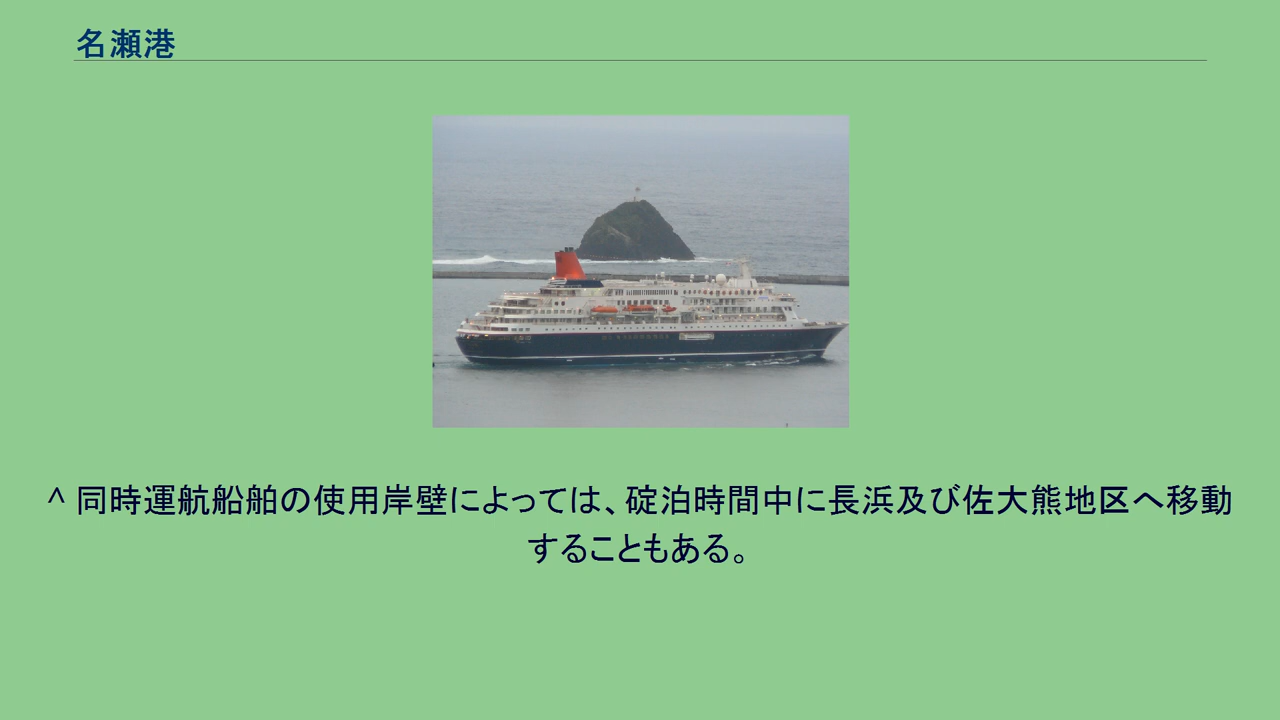 名瀬港
^ 同時運航船舶の使用岸壁によっては、碇泊時間中に長浜及び佐大熊地区へ移動
することもある。